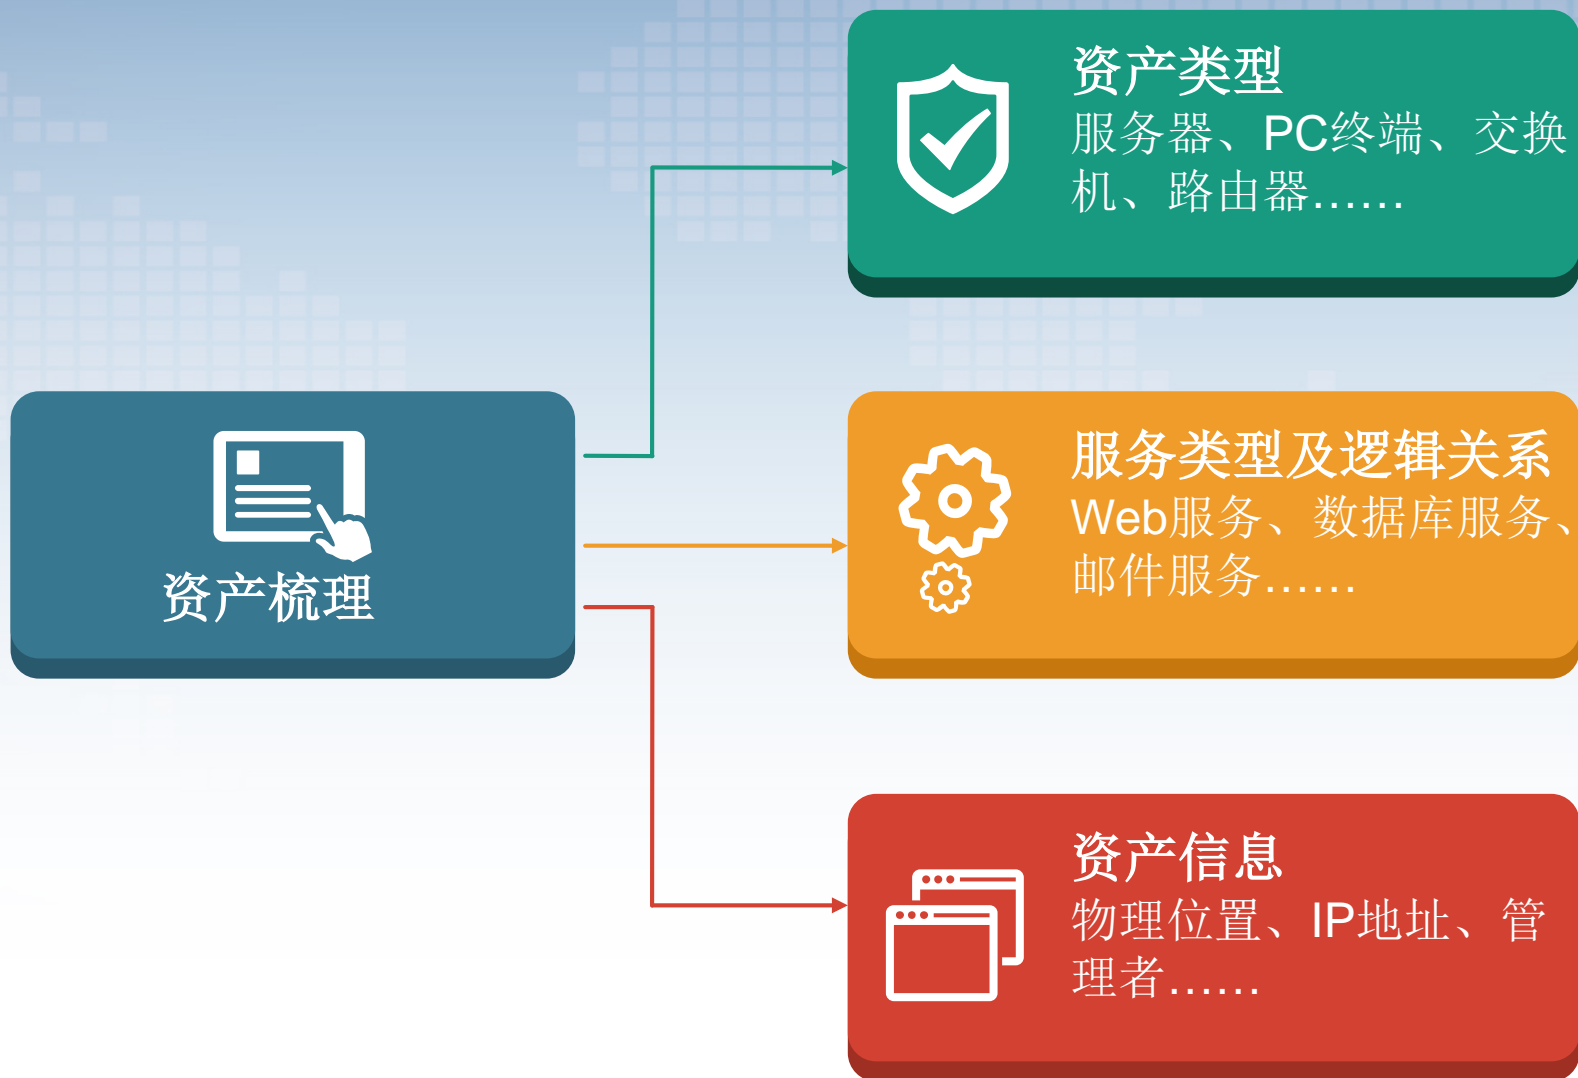 资产类型
服务器、PC终端、交换
机、路由器……
资产梳理
服务类型及逻辑关系
Web服务、数据库服务、
邮件服务……
资产信息
物理位置、IP地址、管
理者……